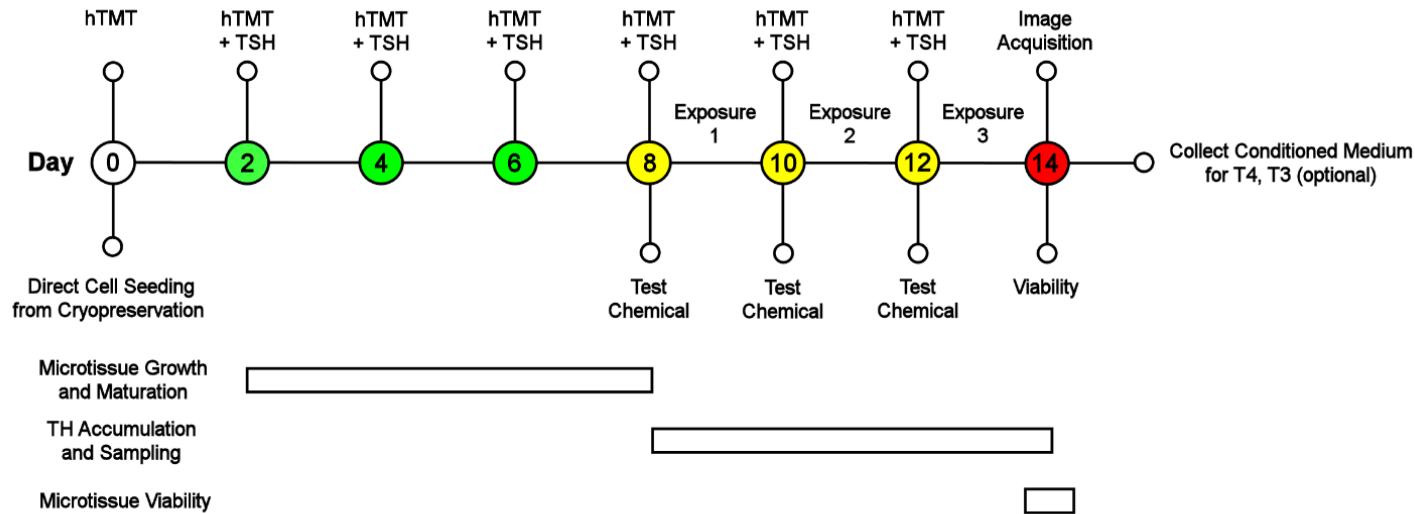 hTMT
hTMT
+ TSH
hTMT
+ TSH
hTMT
+ TSH
hTMT
+ TSH
hTMT
+ TSH
hTMT
+ TSH
Image
Acquisition
Exposure
1
Exposure
2
Exposure
3
Day
0
2
4
6
8
10
12
14
Collect Conditioned Medium
for T4, T3 (optional)
Direct Cell Seeding
from Cryopreservation
Test
Chemical
Test
Chemical
Test
Chemical
Viability
Microtissue Growth
and Maturation
TH Accumulation
and Sampling
Microtissue Viability